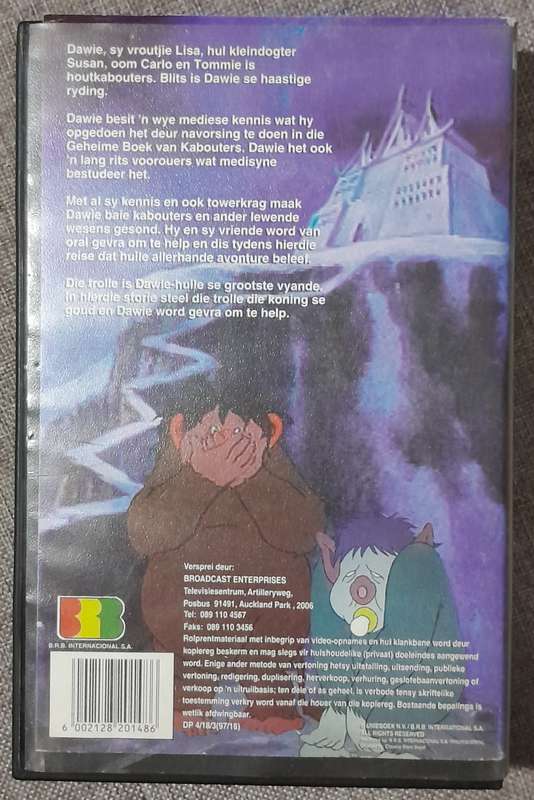 Dawie, sy vroutjie Lisa, hul kleindogter
Susan, oom Carlo en Tommie is
houtkabouters. Blits is Dawie se haastige
ryding.
Dawie besit 'n wye mediese kennis wat hy
opgedoen het deur navorsing te doen in die
Geheime Boek van Kabouters. Dawie het ook
'n lang rits voorouers wat medisyne
bestudeer het.
Met al sy kennis en ook towerkrag maak
Dawie baie kabouters en ander lewende
wesens gesond. Hy en sy vriende word van
oral gevra om te help en dis tydens hierdie
reise dat hulle allerhande avonture beleef.
Die trolle is Dawie-hulle se grootste vyande.
In hierdie storie steel die trolle die koning se
goud en Dawie word gevra om te help.
Versprei deur:
BROADCAST ENTERPRISES
Televisiesentrum, Artilleryweg,
Posbus 91491, Auckland Park, 2006
Tel: 089 110 4567
Faks: 089 110 3456
Rolprentmateriaal met inbegrip van video-opnames en hul klankbane word deur
kopiereg beskerm en mag slegs vir huishoudelike (privaat) doeleindes aangewend
word. Enige ander metode van vertoning hetsy uitstalling, uitsending, publieke
vertoning, redigering, duplisering, herverkoop, verhuring, geslotebaanvertoning of
verkoop op 'n uitruilbasis; ten dele of as geheel, is verbode tensy skriftelike
toestemming verkry word vanaf die houer van die kopiereg. Bostaande bepalings is
wetlik afdwingbaar.
DP 4/18/3(97/16)
BRB
B.R.B. INTERNACIONAL S.A.
6 002128 201486
N.V. / B.R.B. INTERNACIONAL S.A.
ALL RIGHTS RESERVED